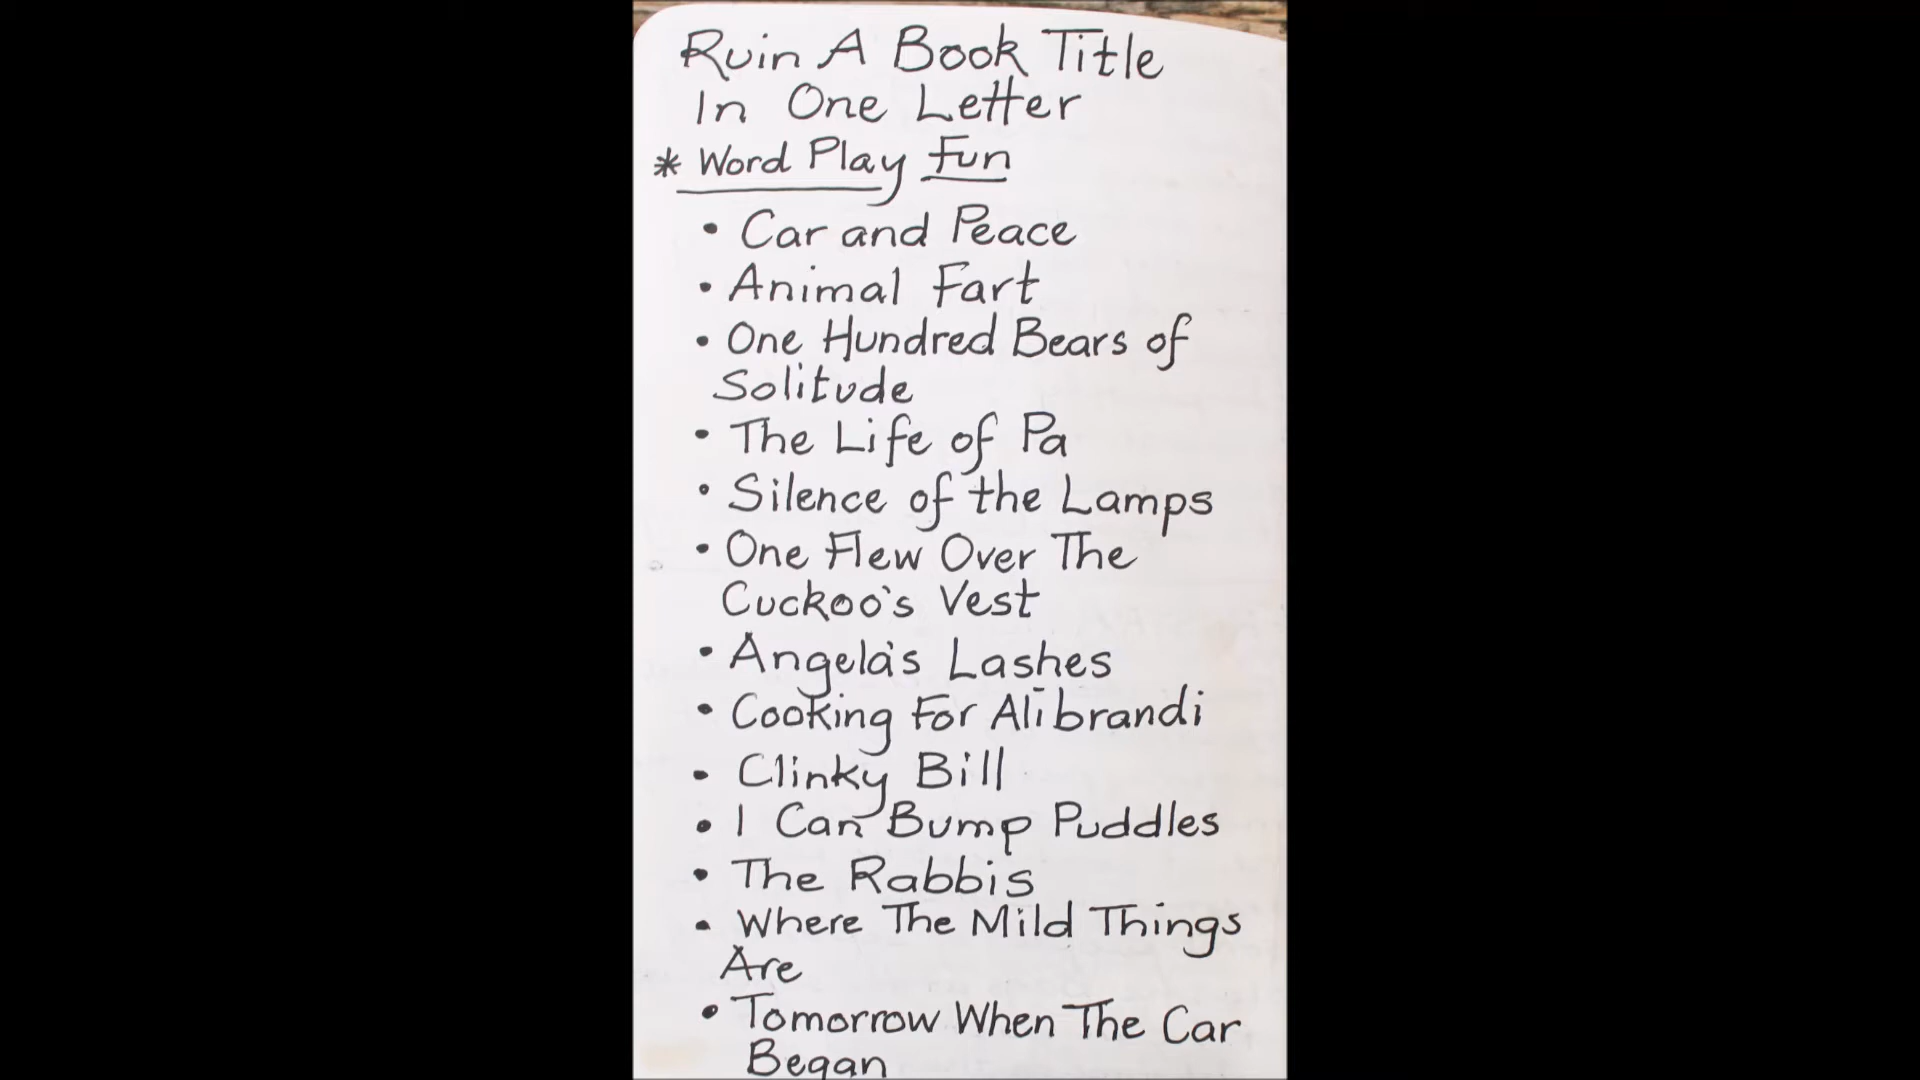 Ruin A Book Title
In One Letter
* Word Play Fun
• Car and Peace
• Animal Fart
• One Hundred Bears of
Solitude
• The Life of Pa
• Silence of the Lamps
• One Flew Over The
Cuckoo's Vest
• Angela's Lashes
• Cooking For Alibrandi
• Clinky Bill
• I Can Bump Puddles
• The Rabbis
• Where The Mild Things
Are
• Tomorrow When The Car
Began